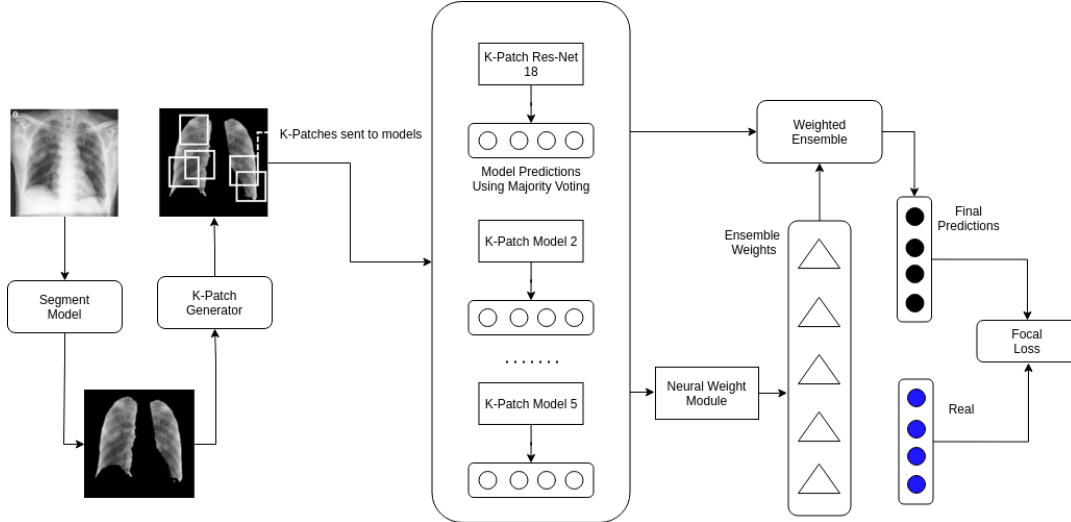 K-Patch Res-Net
18
K-Patches sent to models
Model Predictions
Using Majority Voting
Weighted
Ensemble
Segment
Model
K-Patch
Generator
K-Patch Model 2
Ensemble
Weights
Final
Predictions
Focal
Loss
.......
K-Patch Model 5
Neural Weight
Module
Real